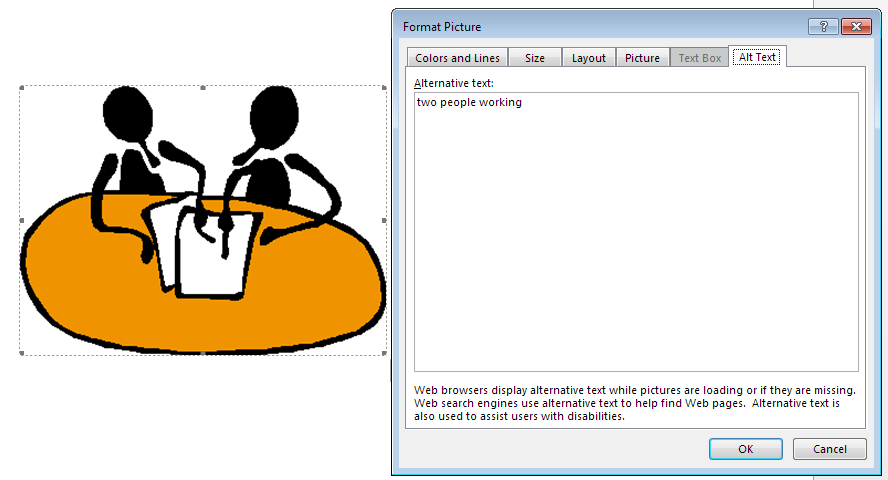 Format Picture
?
Colors and Lines Size Layout Picture Text Box Alt Text
Alternative text:
two people working
Web browsers display alternative text while pictures are loading or if they are missing.
Web search engines use alternative text to help find Web pages.  Alternative text is
also used to assist users with disabilities.
OK Cancel